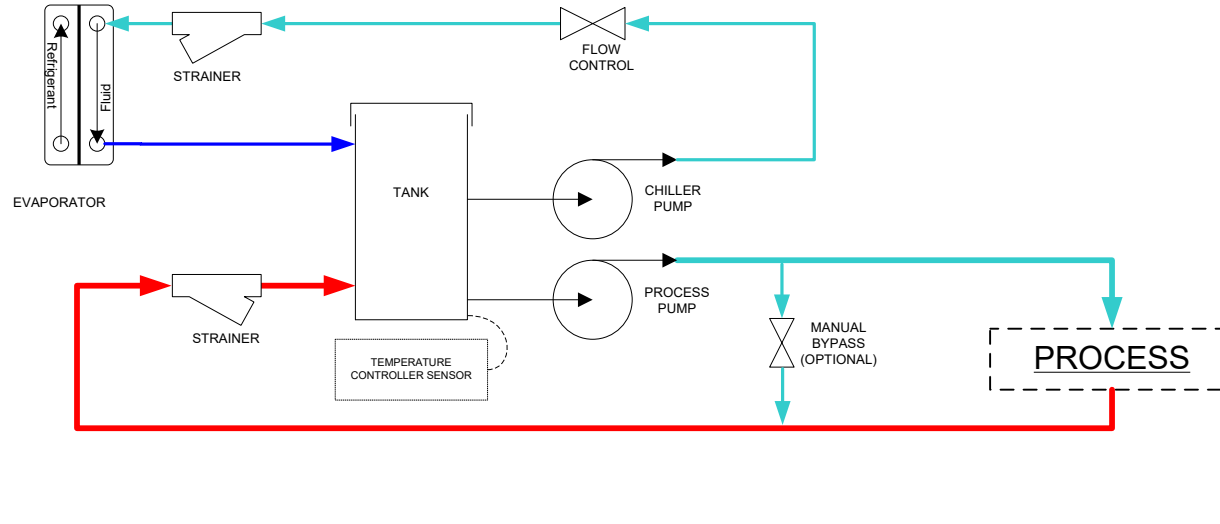 Refrigerant
Fluid
STRAINER
FLOW
CONTROL
EVAPORATOR
TANK
CHILLER
PUMP
PROCESS
PUMP
STRAINER
TEMPERATURE
CONTROLLER SENSOR
MANUAL
BYPASS
(OPTIONAL)
PROCESS